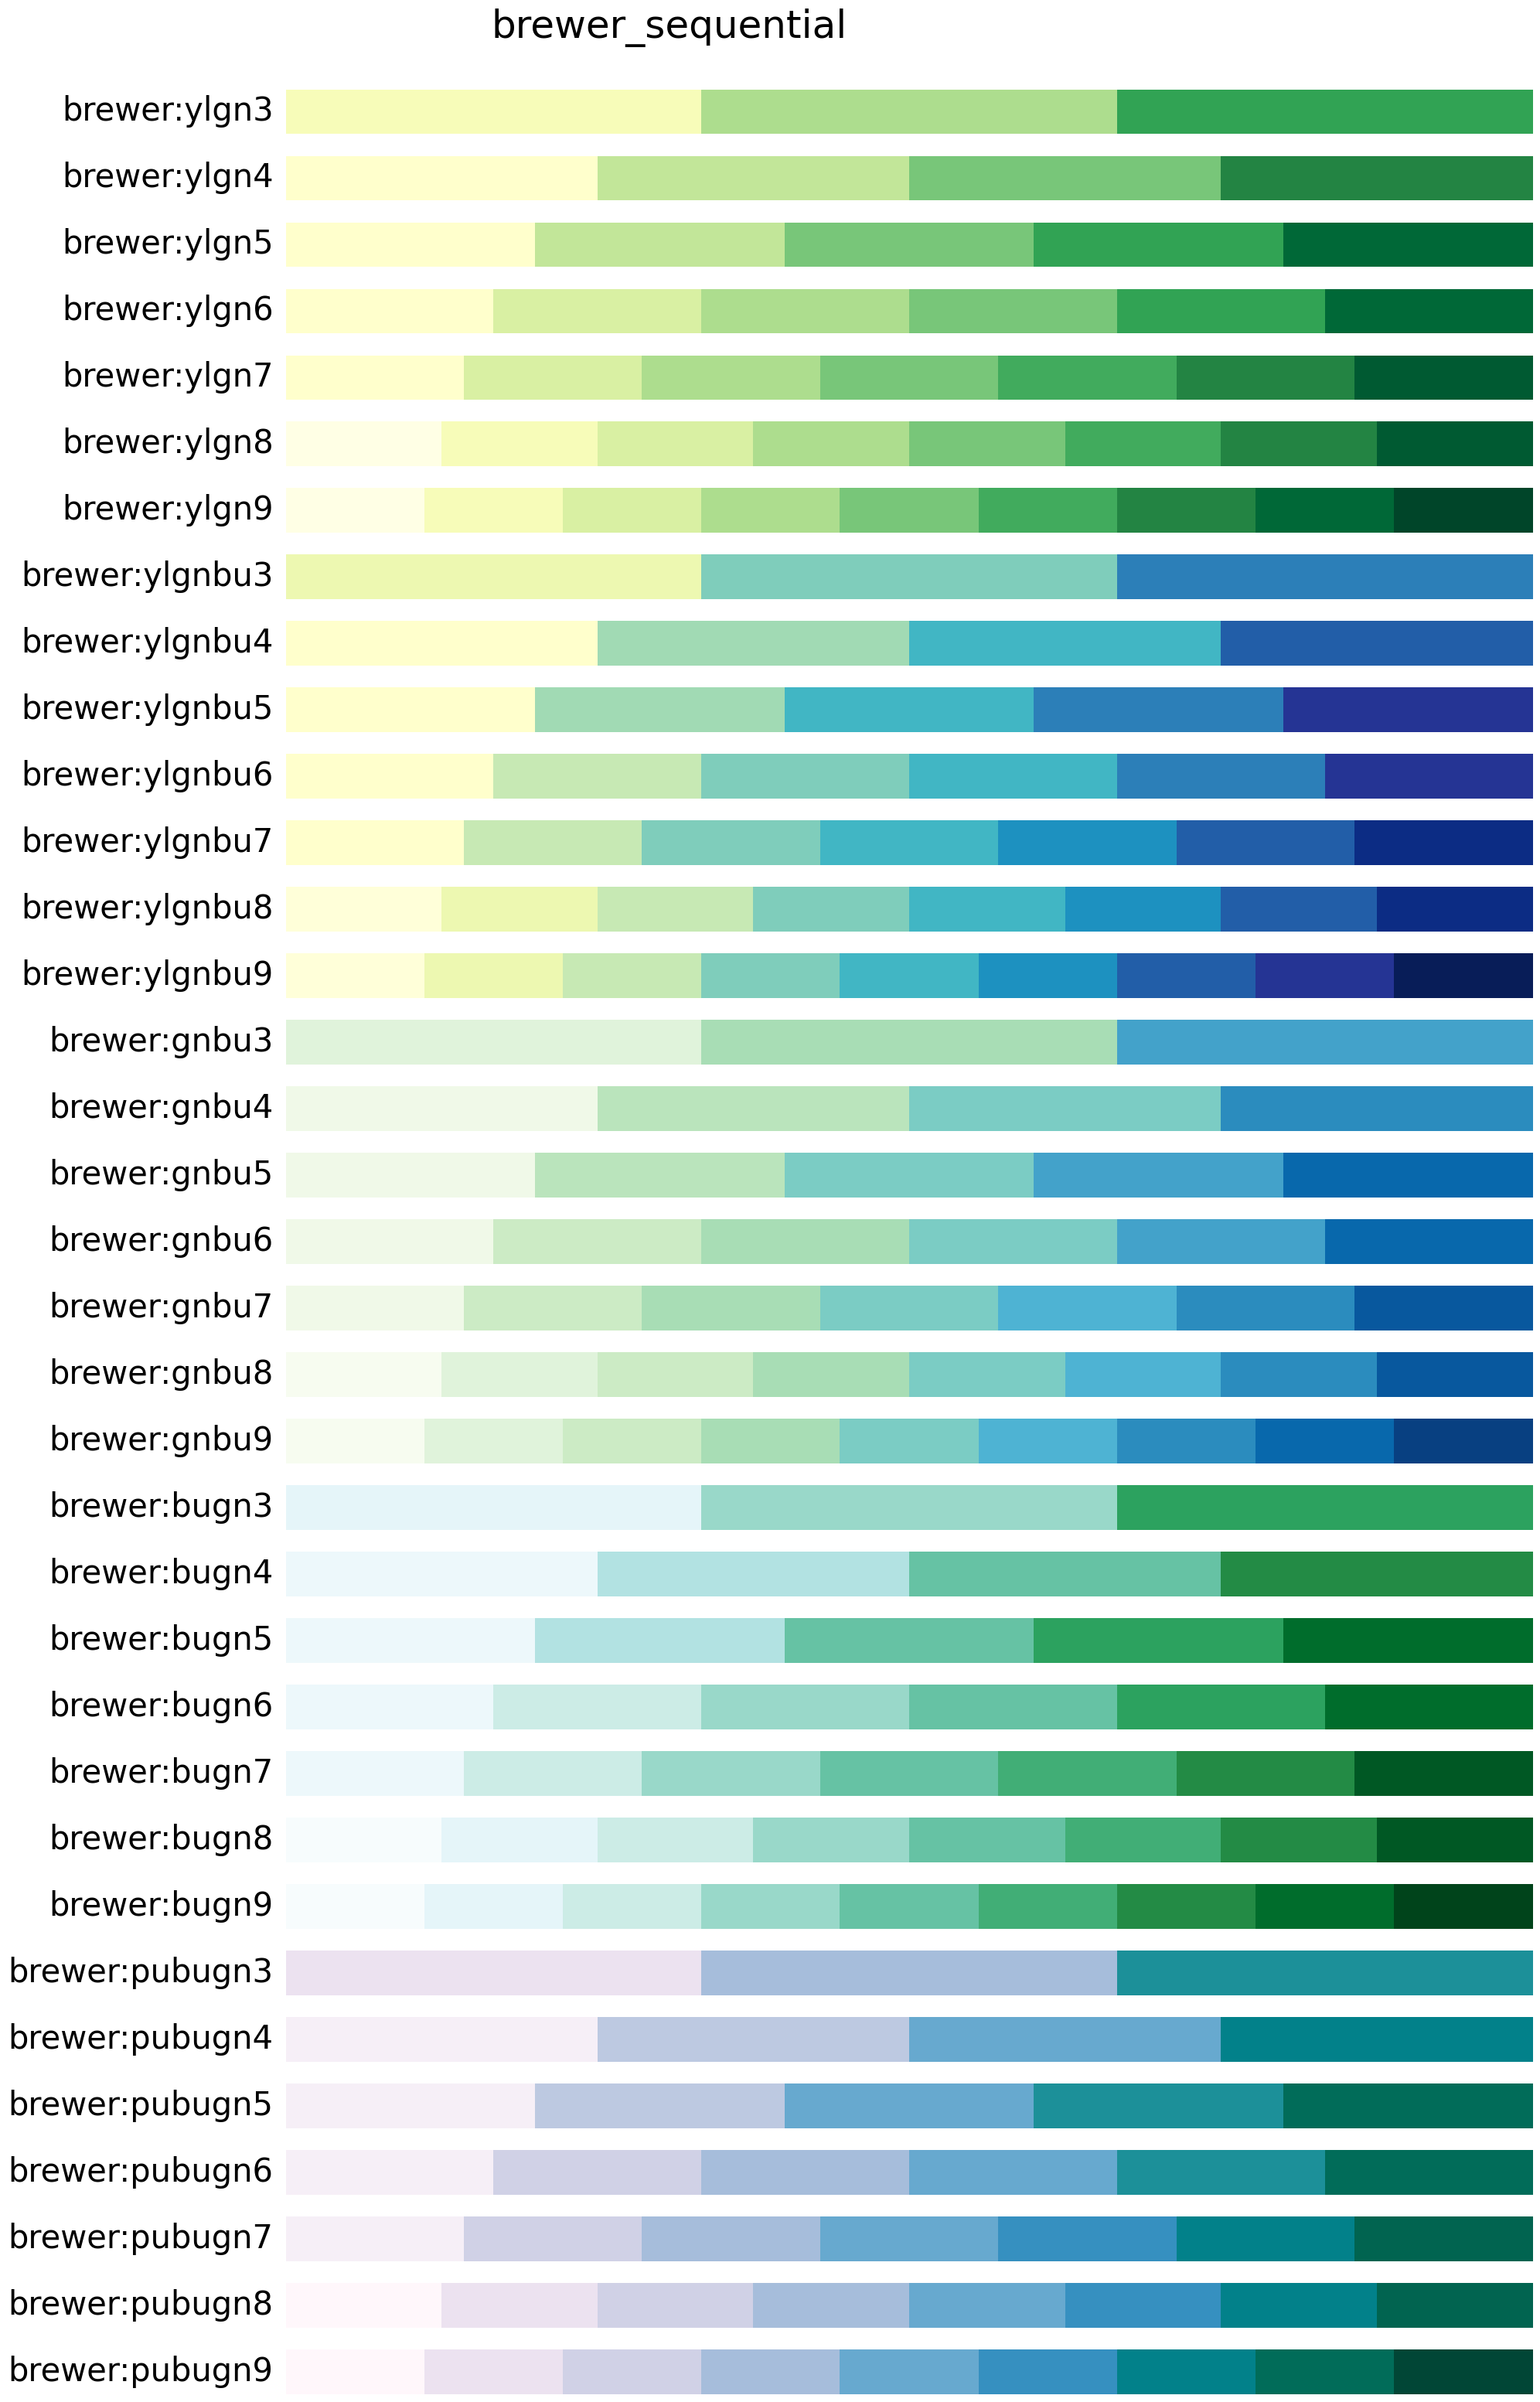 brewer_sequential
brewer:ylgn3
brewer:ylgn4
brewer:ylgn5
brewer:ylgn6
brewer:ylgn7
brewer:ylgn8
brewer:ylgn9
brewer:ylgnbu3
brewer:ylgnbu4
brewer:ylgnbu5
brewer:ylgnbu6
brewer:ylgnbu7
brewer:ylgnbu8
brewer:ylgnbu9
brewer:gnbu3
brewer:gnbu4
brewer:gnbu5
brewer:gnbu6
brewer:gnbu7
brewer:gnbu8
brewer:gnbu9
brewer:bugn3
brewer:bugn4
brewer:bugn5
brewer:bugn6
brewer:bugn7
brewer:bugn8
brewer:bugn9
brewer:pubugn3
brewer:pubugn4
brewer:pubugn5
brewer:pubugn6
brewer:pubugn7
brewer:pubugn8
brewer:pubugn9